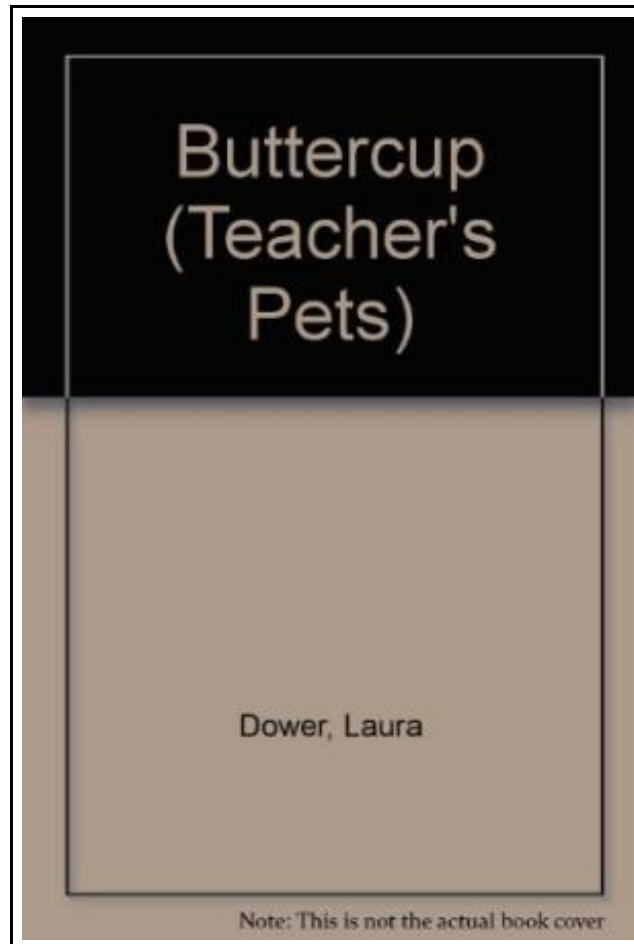 Buttercup
(Teacher's
Pets)
Dower, Laura
Note: This is not the actual book cover